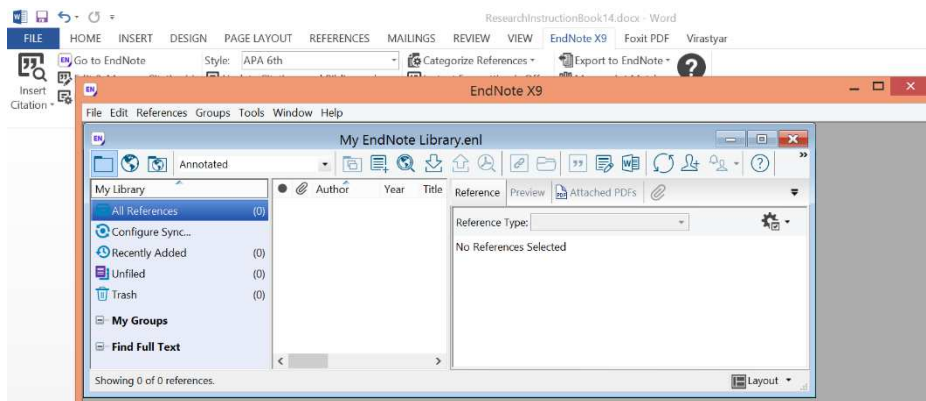 ResearchInstructionBook14.docx - Word
FILE HOME INSERT DESIGN PAGE LAYOUT REFERENCES MAILINGS REVIEW VIEW EndNote X9 Foxit PDF Virastyar
Go to EndNote Style: APA 6th Categorize References Export to EndNote
Insert
Citation
EndNote X9
File Edit References Groups Tools Window Help
My EndNote Library.enl
Annotated
My Library Author Year Title Reference Preview Attached PDFs
All References (0)
Reference Type:
Configure Sync...
Recently Added (0)
No References Selected
Unfiled (0)
Trash (0)
My Groups
Find Full Text
Showing 0 of 0 references. Layout